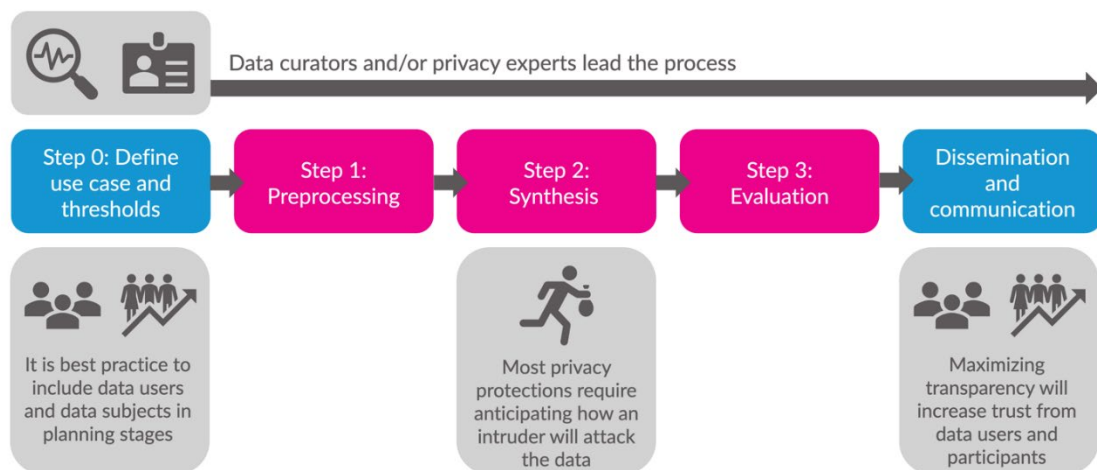 Data curators and/or privacy experts lead the process
Step 0: Define
use case and
thresholds
Step 1:
Preprocessing
Step 2:
Synthesis
Step 3:
Evaluation
Dissemination
and
communication
It is best practice to
include data users
and data subjects in
planning stages
Most privacy
protections require
anticipating how an
intruder will attack
the data
Maximizing
transparency will
increase trust from
data users and
participants